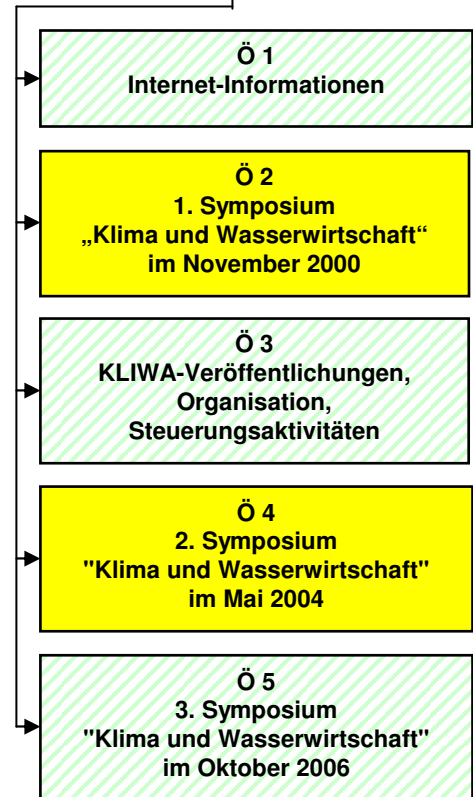 Ö 1
Internet-Informationen
Ö 2
1. Symposium
„Klima und Wasserwirtschaft“
im November 2000
Ö 3
KLIWA-Veröffentlichungen,
Organisation,
Steuerungsaktivitäten
Ö 4
2. Symposium
"Klima und Wasserwirtschaft"
im Mai 2004
Ö 5
3. Symposium
"Klima und Wasserwirtschaft"
im Oktober 2006